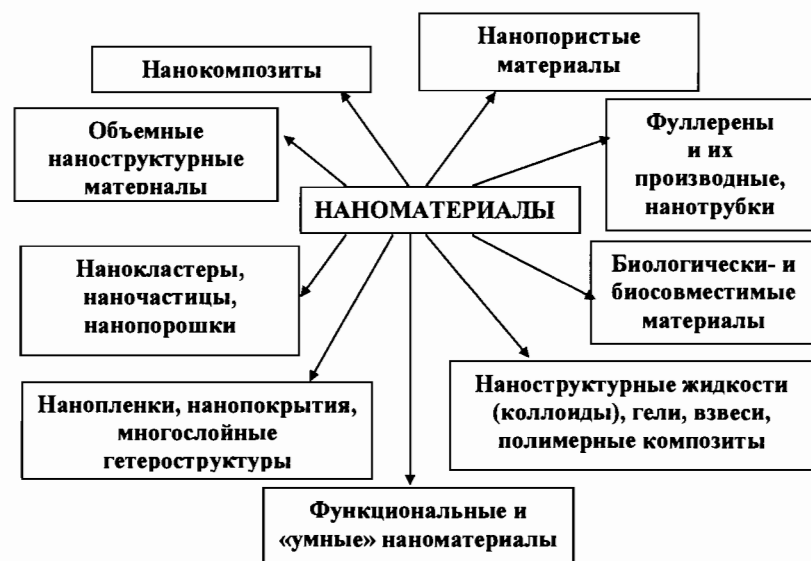 Нанокомпозиты
Нанопористые
материалы
Объемные
наноструктурные
материалы
Фуллерены
и их
производные,
нанотрубки
НАНОМАТЕРИАЛЫ
Нанокластеры,
наночастицы,
нанопорошки
Биологически- и
биосовместимые
материалы
Нанопленки, нанопокрытия,
многослойные
гетероструктуры
Наноструктурные жидкости
(коллоиды), гели, взвеси,
полимерные композиты
Функциональные и
«умные» наноматериалы